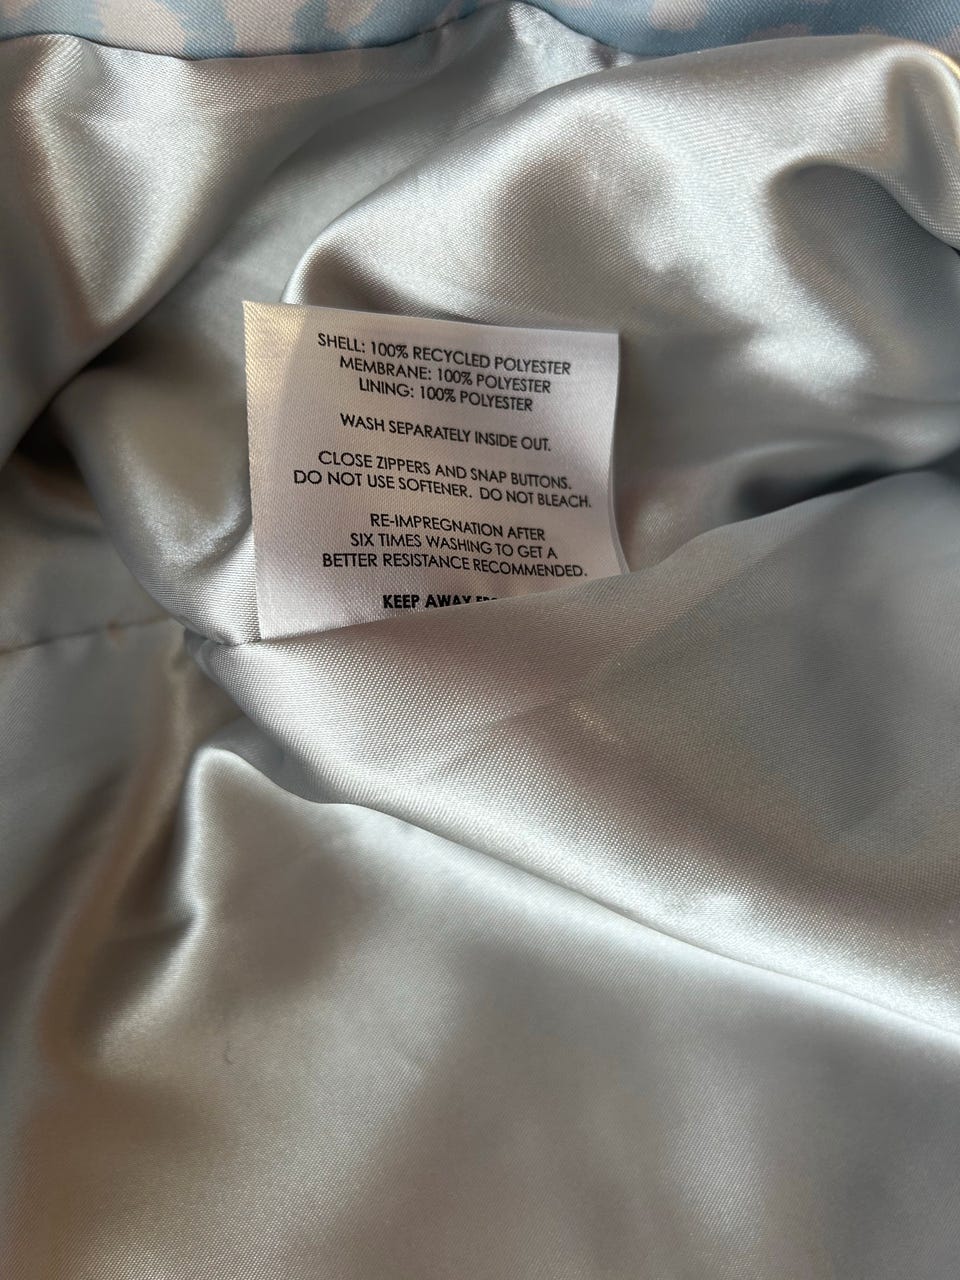 SHELL: 100% RECYCLED POLYESTER
MEMBRANE: 100% POLYESTER
LINING: 100% POLYESTER
WASH SEPARATELY INSIDE OUT.
CLOSE ZIPPERS AND SNAP BUTTONS.
DO NOT USE SOFTENER. DO NOT BLEACH.
RE-IMPREGNATION AFTER
SIX TIMES WASHING TO GET A
BETTER RESISTANCE RECOMMENDED.
KEEP AWAY